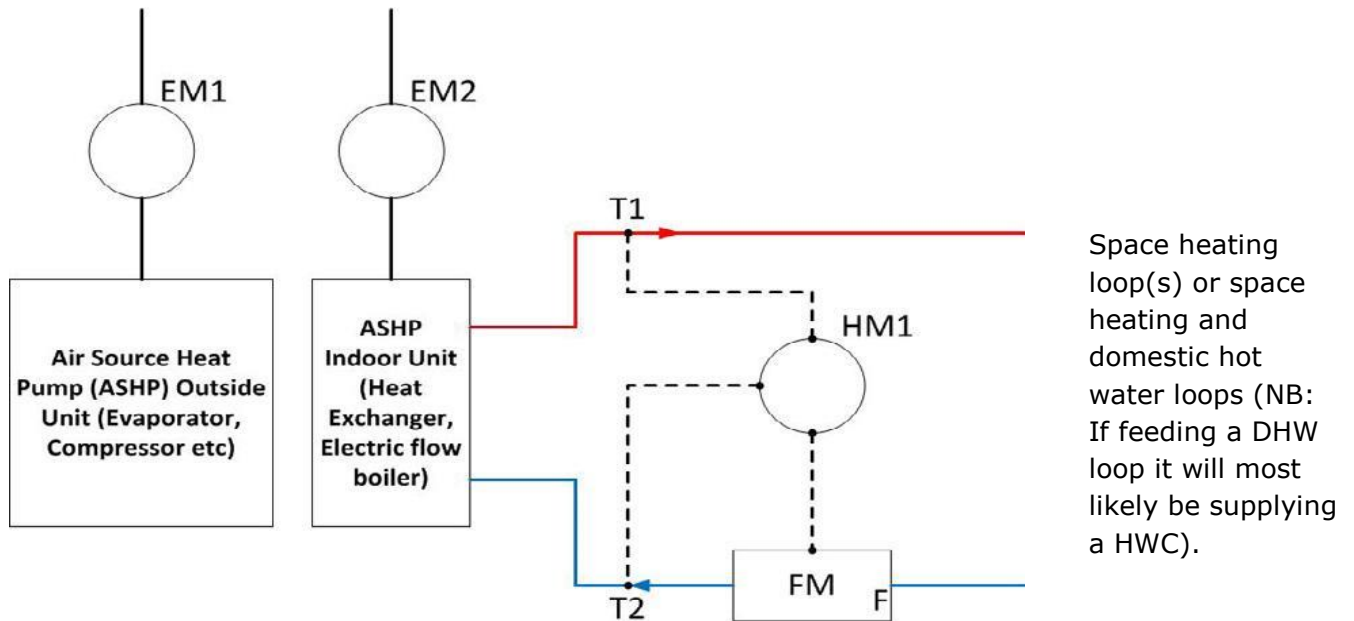 EM1
EM2
Air Source Heat
Pump (ASHP) Outside
Unit (Evaporator,
Compressor etc)
ASHP
Indoor Unit
(Heat
Exchanger,
Electric flow
boiler)
T1
HM1
T2
FM
F
Space heating
loop(s) or space
heating and
domestic hot
water loops (NB:
If feeding a DHW
loop it will most
likely be supplying
a HWC).